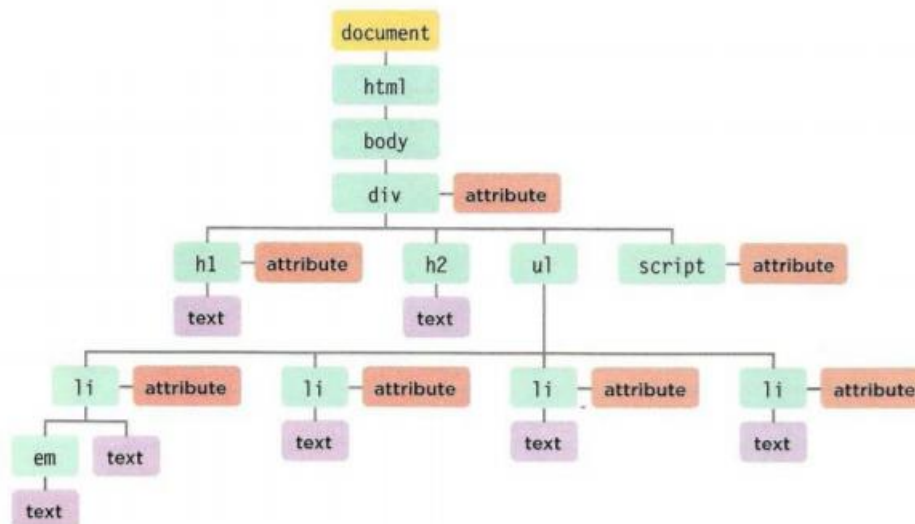 document
html
body
div attribute
h1 attribute h2 ul script attribute
text text
li attribute li attribute li attribute li attribute
em text text text text
text